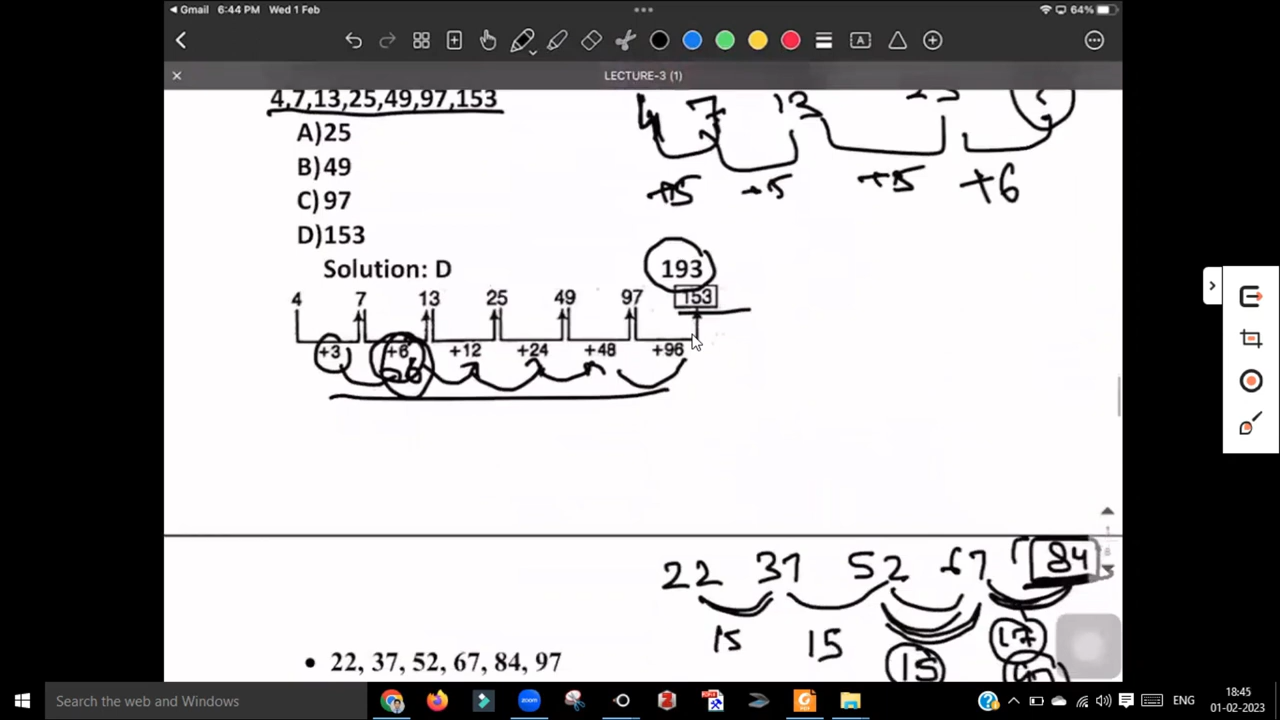 Gmail 6:44 PM Wed 1 Feb
64%
LECTURE-3 (1)
4,7,13,25,49,97,153
4 7 13 25 ?
A)25
B)49
C)97
D)153
+5 +5 +5 +6
Solution: D
193
4 7 13 25 49 97 153
+3 +6 +12 +24 +48 +96
22 37 52 67 84
15 15 15 17
• 22, 37, 52, 67, 84, 97
Search the web and Windows
zoom
ENG
18:45
01-02-2023